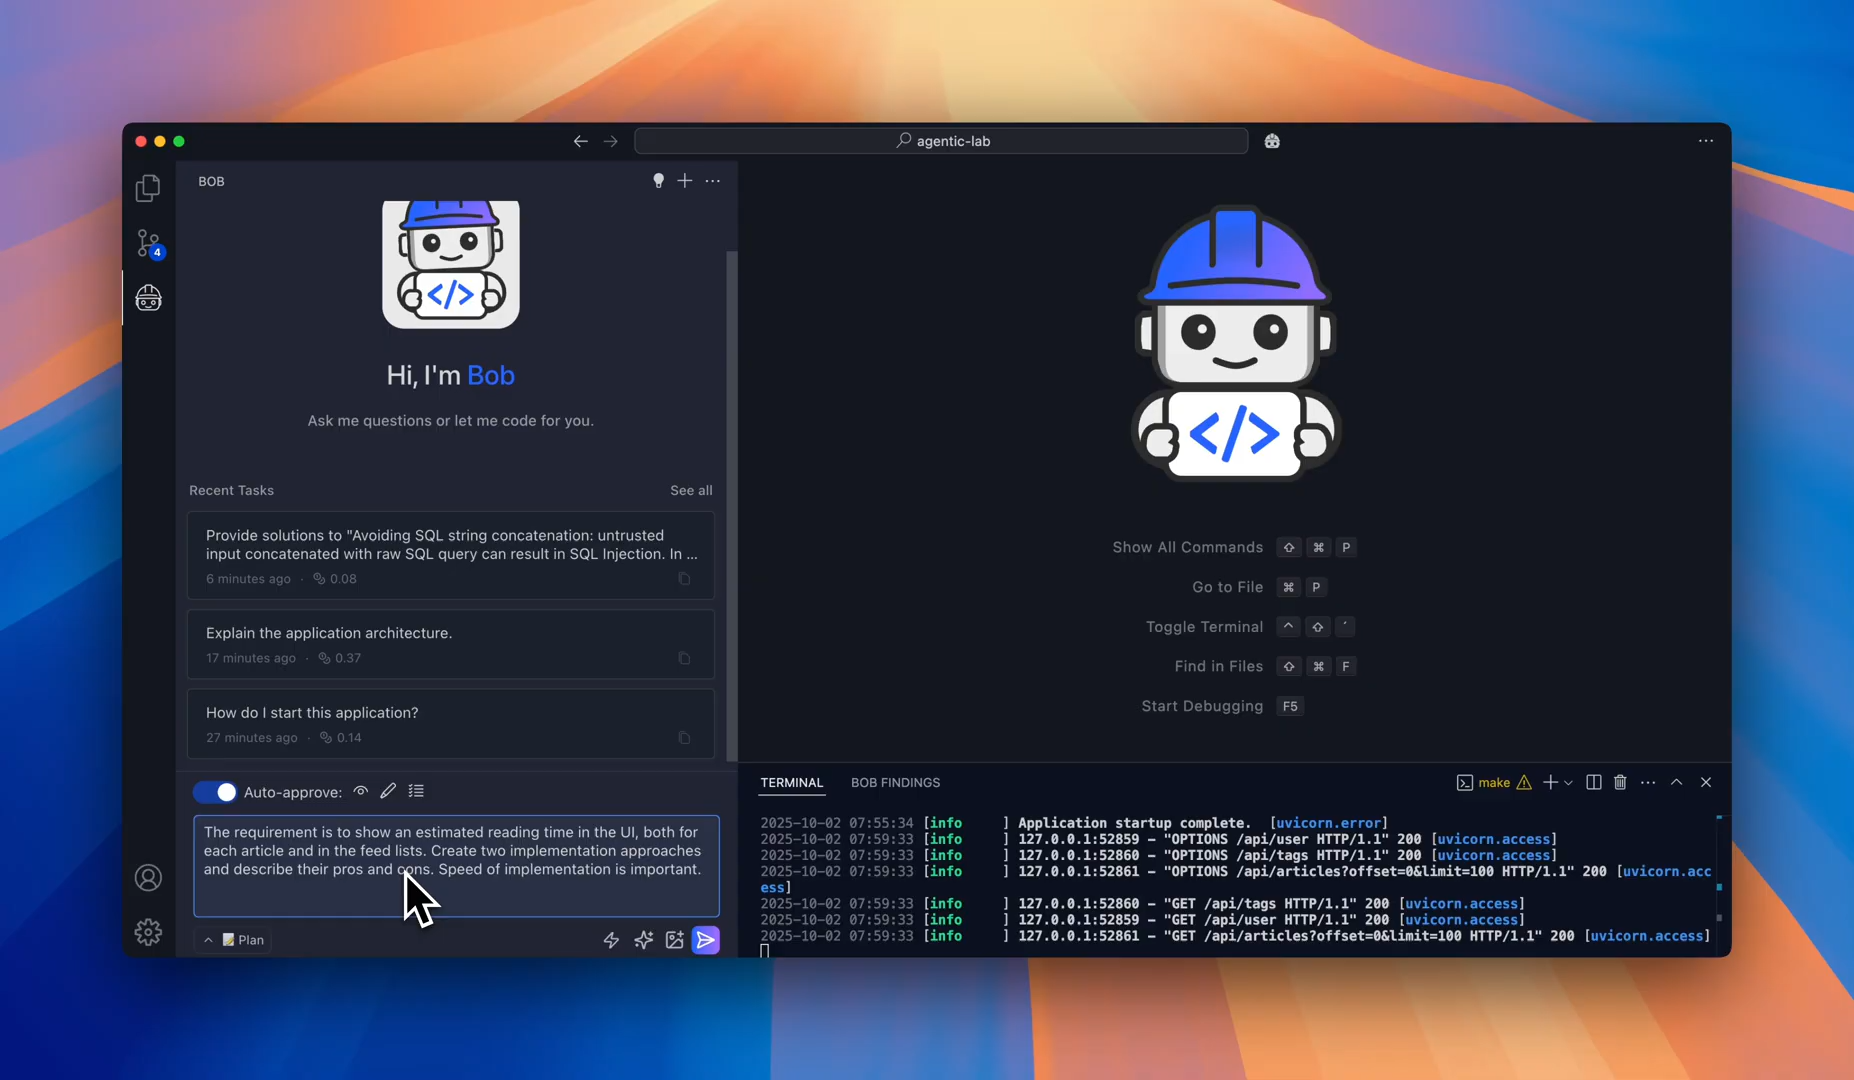 agentic-lab
BOB
4
</>
Hi, I'm Bob
Ask me questions or let me code for you.
Recent Tasks
See all
Provide solutions to "Avoiding SQL string concatenation: untrusted
input concatenated with raw SQL query can result in SQL Injection. In ...
6 minutes ago · 0.08
Explain the application architecture.
17 minutes ago · 0.37
How do I start this application?
27 minutes ago · 0.14
Auto-approve:
The requirement is to show an estimated reading time in the UI, both for
each article and in the feed lists. Create two implementation approaches
and describe their pros and cons. Speed of implementation is important.
Plan
</>
Show All Commands ⇧ ⌘ P
Go to File ⌘ P
Toggle Terminal ^ ⇧ `
Find in Files ⇧ ⌘ F
Start Debugging F5
TERMINAL
BOB FINDINGS
make
2025-10-02 07:55:34 [info ] Application startup complete. [uvicorn.error]
2025-10-02 07:59:33 [info ] 127.0.0.1:52859 – "OPTIONS /api/user HTTP/1.1" 200 [uvicorn.access]
2025-10-02 07:59:33 [info ] 127.0.0.1:52860 – "OPTIONS /api/tags HTTP/1.1" 200 [uvicorn.access]
2025-10-02 07:59:33 [info ] 127.0.0.1:52861 – "OPTIONS /api/articles?offset=0&limit=100 HTTP/1.1" 200 [uvicorn.acc
ess]
2025-10-02 07:59:33 [info ] 127.0.0.1:52860 – "GET /api/tags HTTP/1.1" 200 [uvicorn.access]
2025-10-02 07:59:33 [info ] 127.0.0.1:52859 – "GET /api/user HTTP/1.1" 200 [uvicorn.access]
2025-10-02 07:59:33 [info ] 127.0.0.1:52861 – "GET /api/articles?offset=0&limit=100 HTTP/1.1" 200 [uvicorn.access]